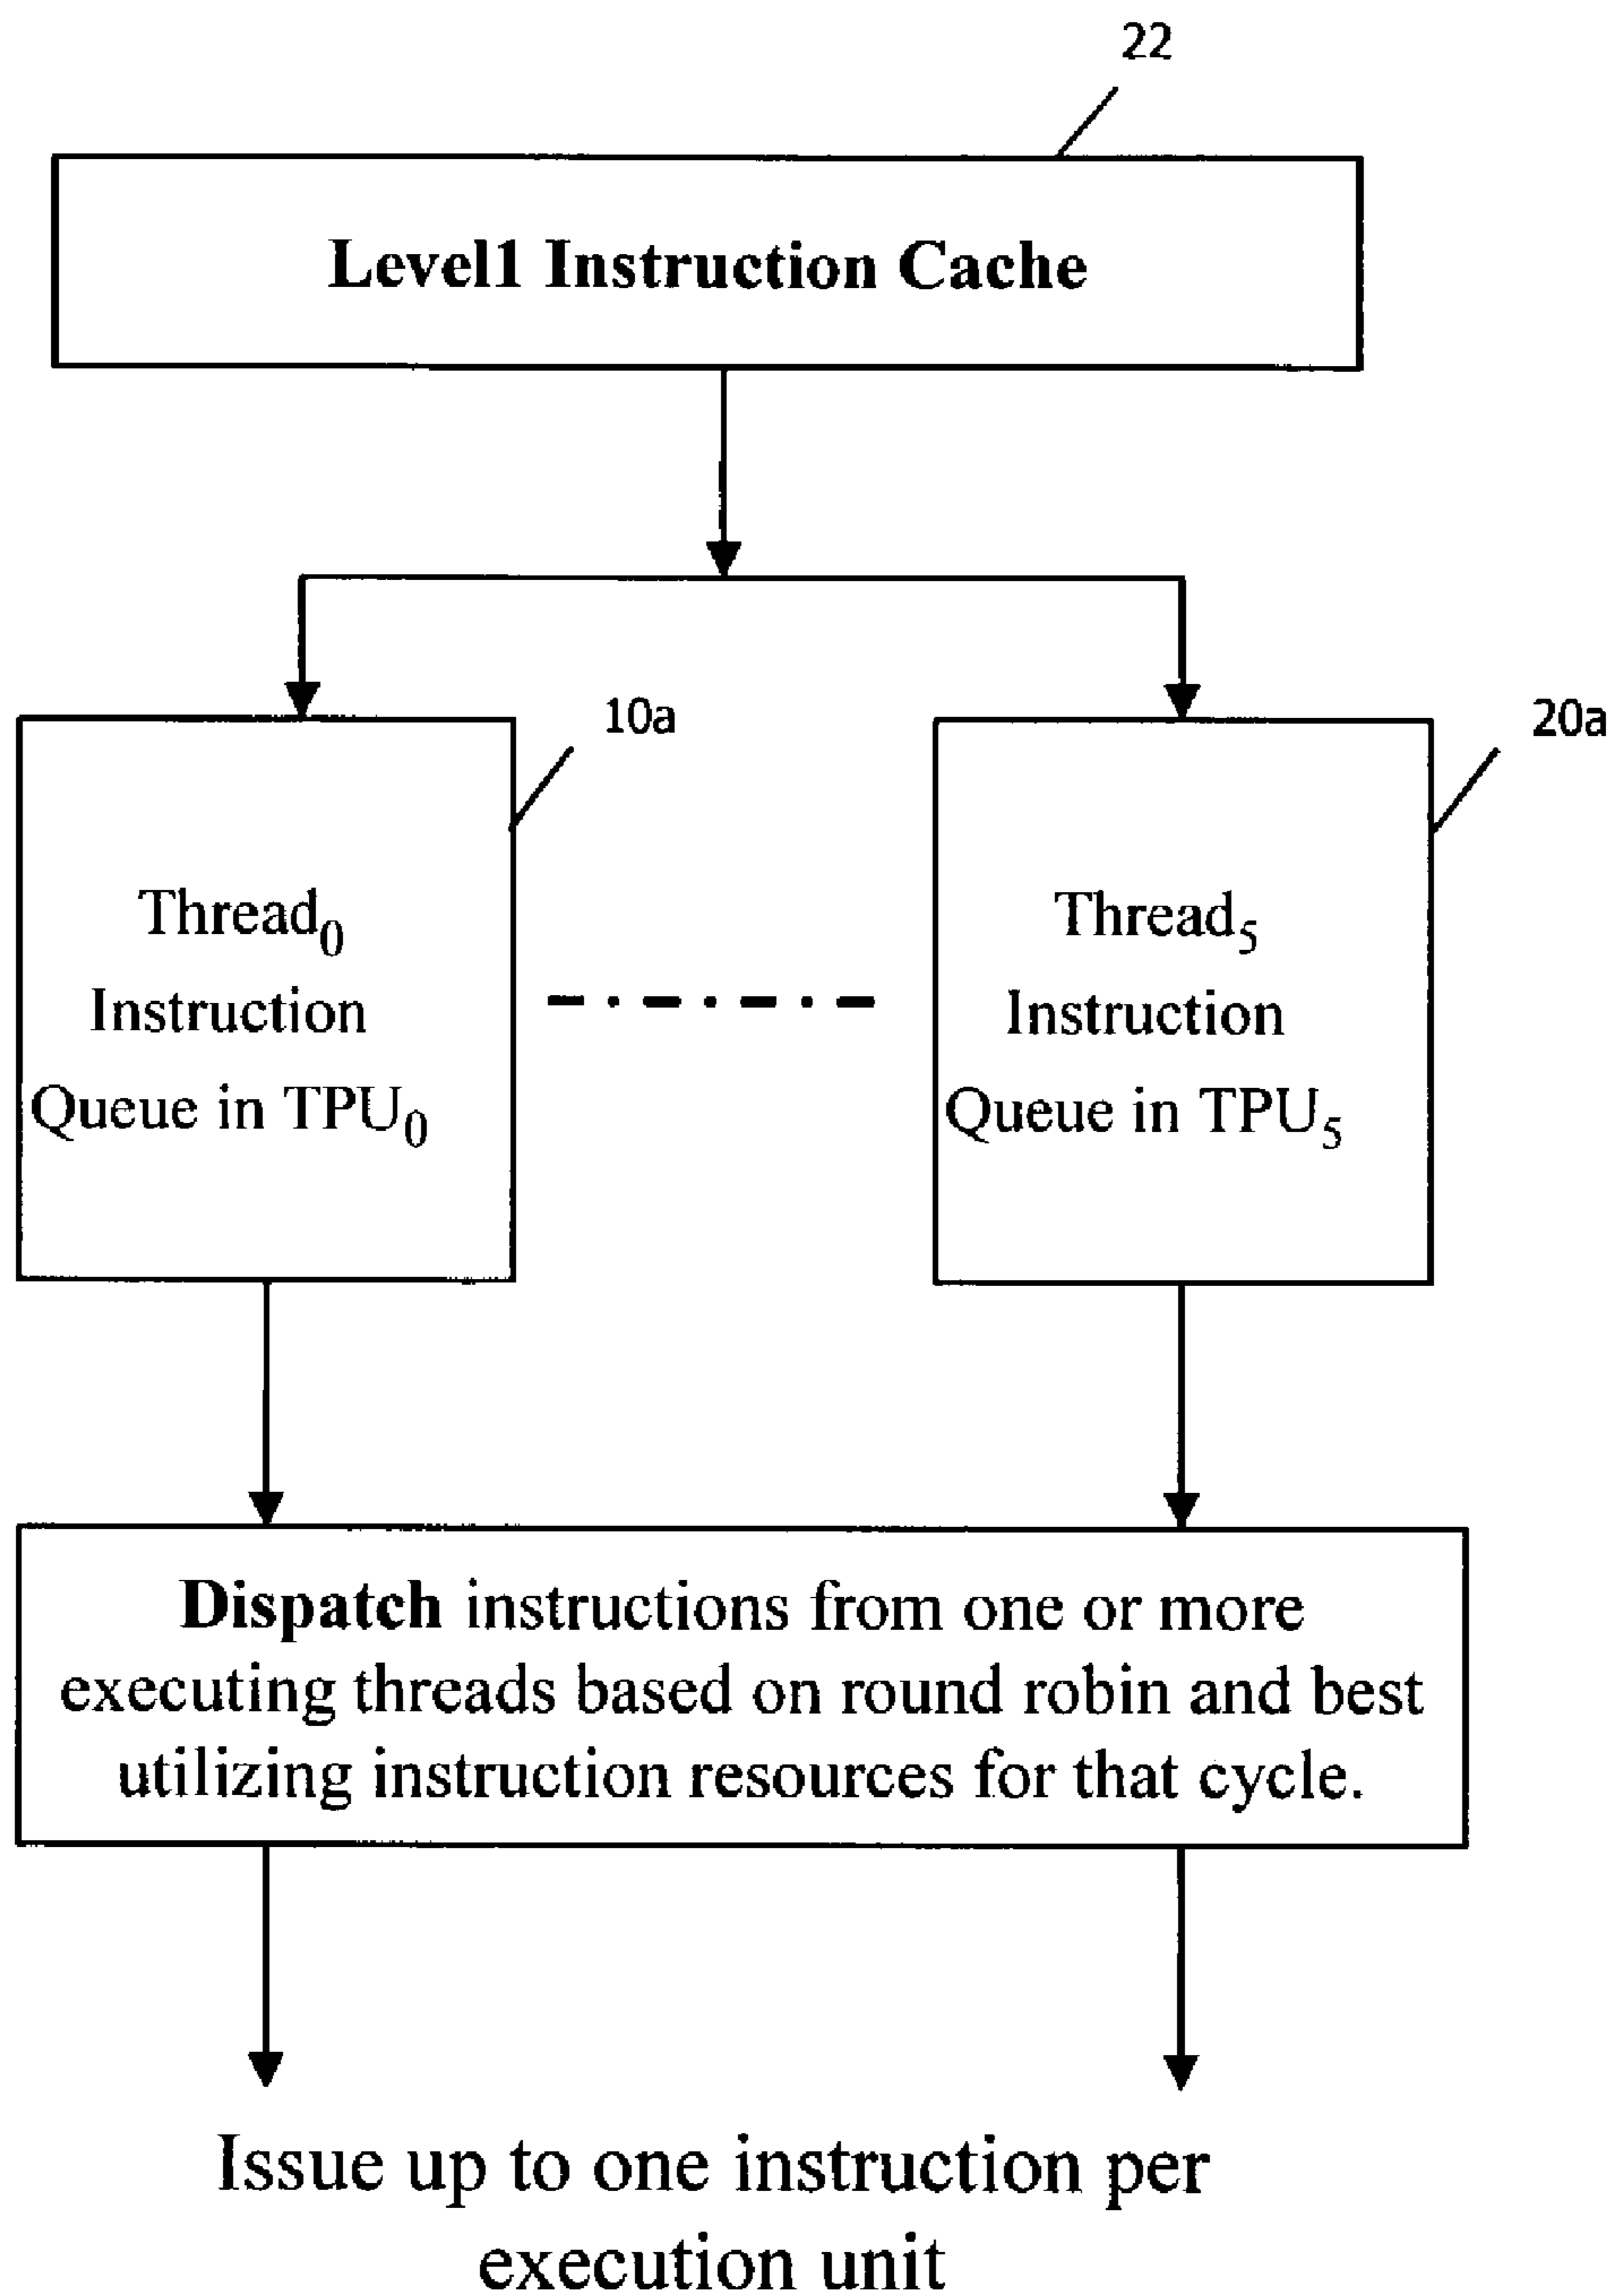 22
Level1 Instruction Cache
10a
20a
Thread₀
Instruction
Queue in TPU₀
Thread₅
Instruction
Queue in TPU₅
Dispatch instructions from one or more
executing threads based on round robin and best
utilizing instruction resources for that cycle.
Issue up to one instruction per
execution unit